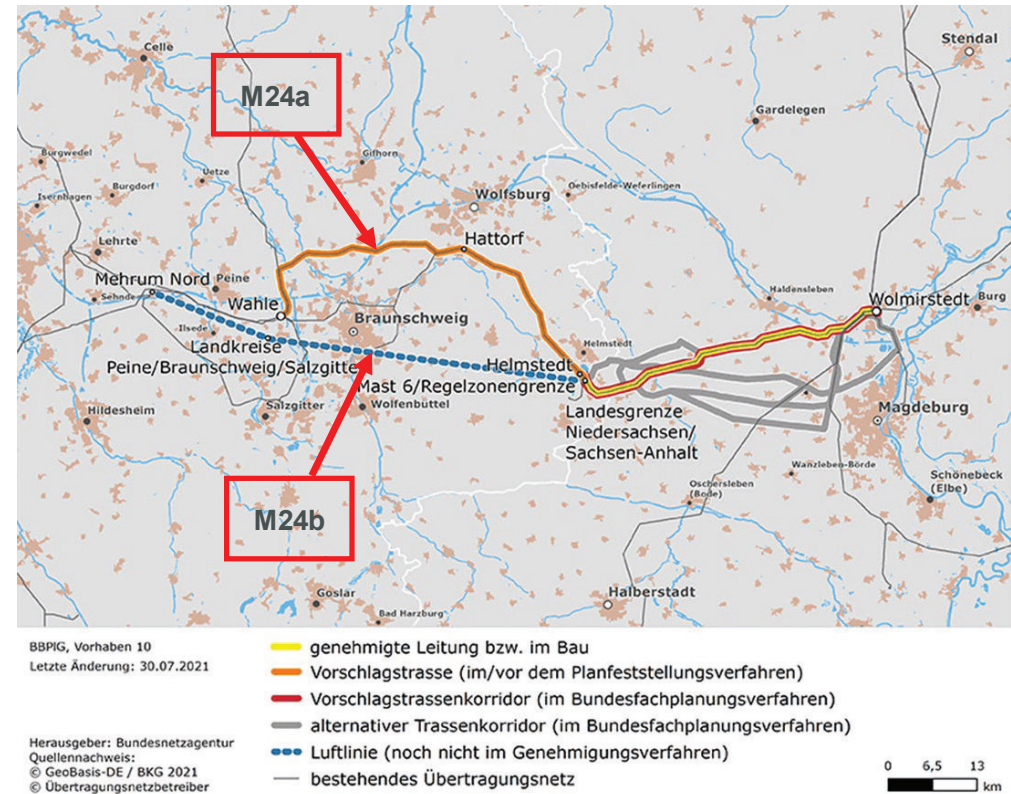 Stendal
Celle
M24a
Gardelegen
Burgwedel
Gifhorn
Uetze
Burgdorf
Wolfsburg
Oebisfelde-Weferlingen
Isernhagen
Hattorf
Lehrte
Mehrum Nord
Peine
Sehnde
Haldensleben
Wolmirstedt
Burg
Wahle
Braunschweig
Ilsede
Landkreise
Peine/Braunschweig/Salzgitte
Helmstedt
Helmstedt
Mast 6/Regelzonengrenze
Wolfenbüttel
Salzgitter
Hildesheim
Landesgrenze
Niedersachsen/
Sachsen-Anhalt
Magdeburg
Wanzleben-Börde
Schönebeck
(Elbe)
Oschersleben
(Bode)
M24b
Goslar
Bad Harzburg
Halberstadt
BBPlG, Vorhaben 10
Letzte Änderung: 30.07.2021
Herausgeber: Bundesnetzagentur
Quellennachweis:
© GeoBasis-DE / BKG 2021
© Übertragungsnetzbetreiber
genehmigte Leitung bzw. im Bau
Vorschlagstrasse (im/vor dem Planfeststellungsverfahren)
Vorschlagstrassenkorridor (im Bundesfachplanungsverfahren)
alternativer Trassenkorridor (im Bundesfachplanungsverfahren)
Luftlinie (noch nicht im Genehmigungsverfahren)
bestehendes Übertragungsnetz
0 6,5 13
km